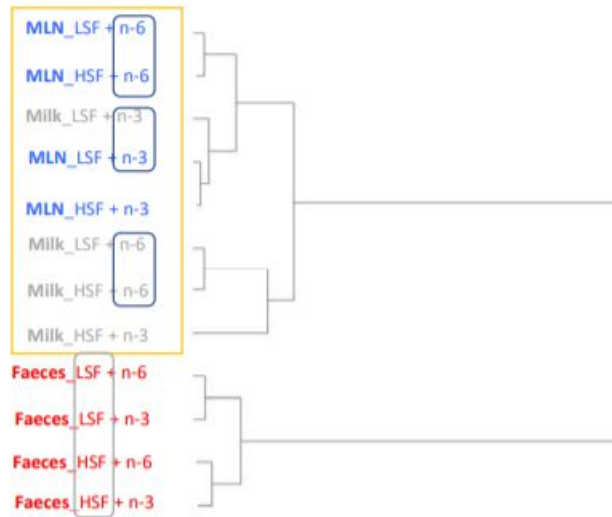 MLN_LSF + n-6
MLN_HSF + n-6
Milk_LSF + n-3
MLN_LSF + n-3
MLN_HSF + n-3
Milk_LSF + n-6
Milk_HSF + n-6
Milk_HSF + n-3
Faeces_LSF + n-6
Faeces_LSF + n-3
Faeces_HSF + n-6
Faeces_HSF + n-3